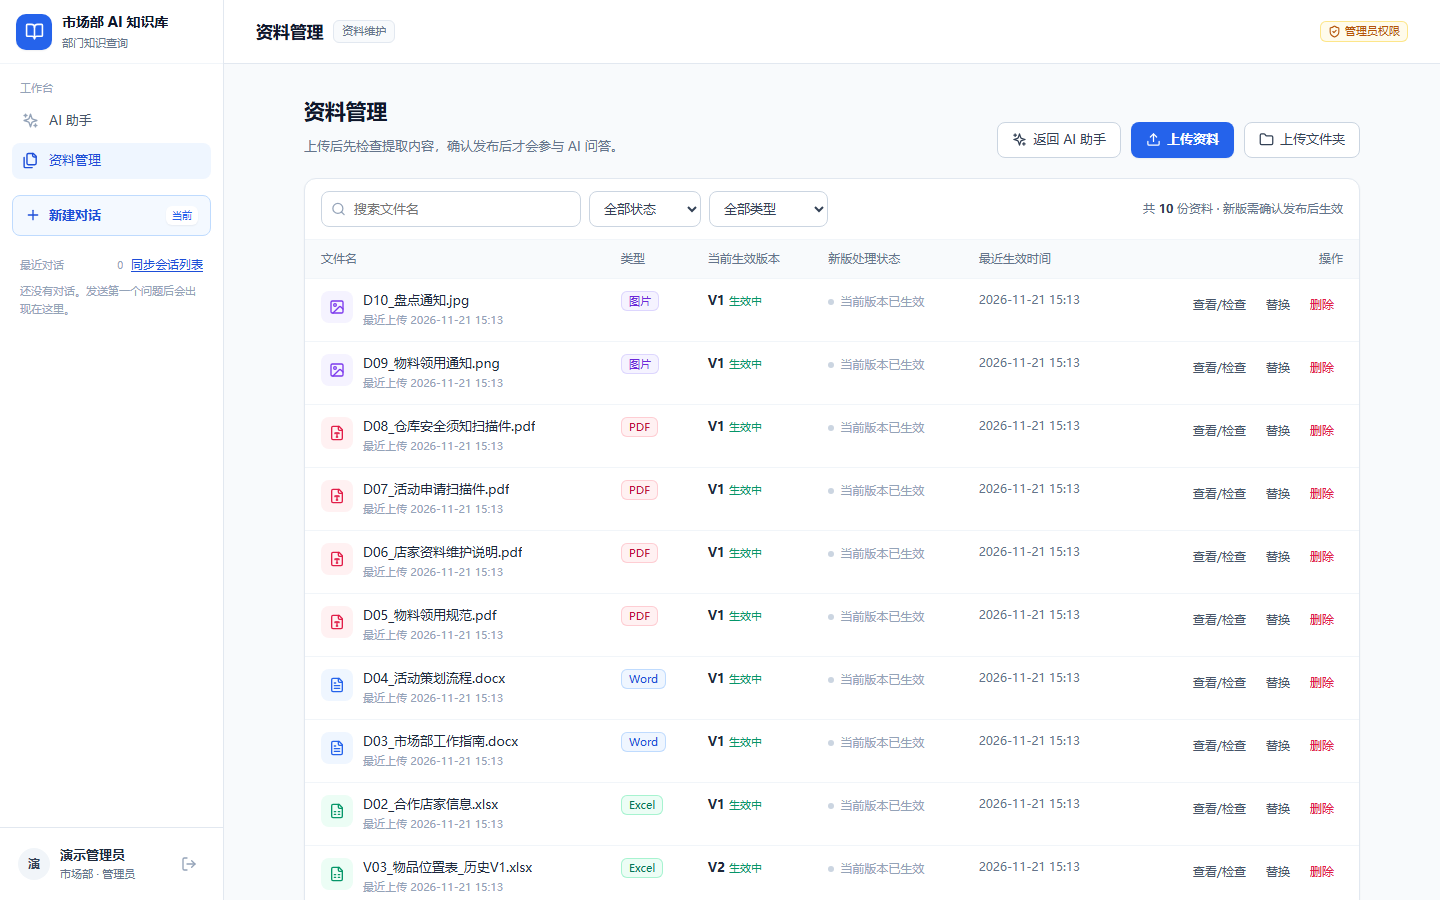 市场部 AI 知识库
部门知识查询
工作台
AI 助手
资料管理
新建对话 当前
最近对话 0 同步会话列表
还没有对话。发送第一个问题后会出
现在这里。
演 演示管理员
市场部 · 管理员
资料管理 资料维护 管理员权限
资料管理
上传后先检查提取内容，确认发布后才会参与 AI 问答。
返回 AI 助手 上传资料 上传文件夹
搜索文件名 全部状态 全部类型 共 10 份资料 · 新版需确认发布后生效
文件名 类型 当前生效版本 新版处理状态 最近生效时间 操作
D10_盘点通知.jpg 图片 V1 生效中 当前版本已生效 2026-11-21 15:13 查看/检查 替换 删除
最近上传 2026-11-21 15:13
D09_物料领用通知.png 图片 V1 生效中 当前版本已生效 2026-11-21 15:13 查看/检查 替换 删除
最近上传 2026-11-21 15:13
D08_仓库安全须知扫描件.pdf PDF V1 生效中 当前版本已生效 2026-11-21 15:13 查看/检查 替换 删除
最近上传 2026-11-21 15:13
D07_活动申请扫描件.pdf PDF V1 生效中 当前版本已生效 2026-11-21 15:13 查看/检查 替换 删除
最近上传 2026-11-21 15:13
D06_店家资料维护说明.pdf PDF V1 生效中 当前版本已生效 2026-11-21 15:13 查看/检查 替换 删除
最近上传 2026-11-21 15:13
D05_物料领用规范.pdf PDF V1 生效中 当前版本已生效 2026-11-21 15:13 查看/检查 替换 删除
最近上传 2026-11-21 15:13
D04_活动策划流程.docx Word V1 生效中 当前版本已生效 2026-11-21 15:13 查看/检查 替换 删除
最近上传 2026-11-21 15:13
D03_市场部工作指南.docx Word V1 生效中 当前版本已生效 2026-11-21 15:13 查看/检查 替换 删除
最近上传 2026-11-21 15:13
D02_合作店家信息.xlsx Excel V1 生效中 当前版本已生效 2026-11-21 15:13 查看/检查 替换 删除
最近上传 2026-11-21 15:13
V03_物品位置表_历史V1.xlsx Excel V2 生效中 当前版本已生效 2026-11-21 15:13 查看/检查 替换 删除
最近上传 2026-11-21 15:13